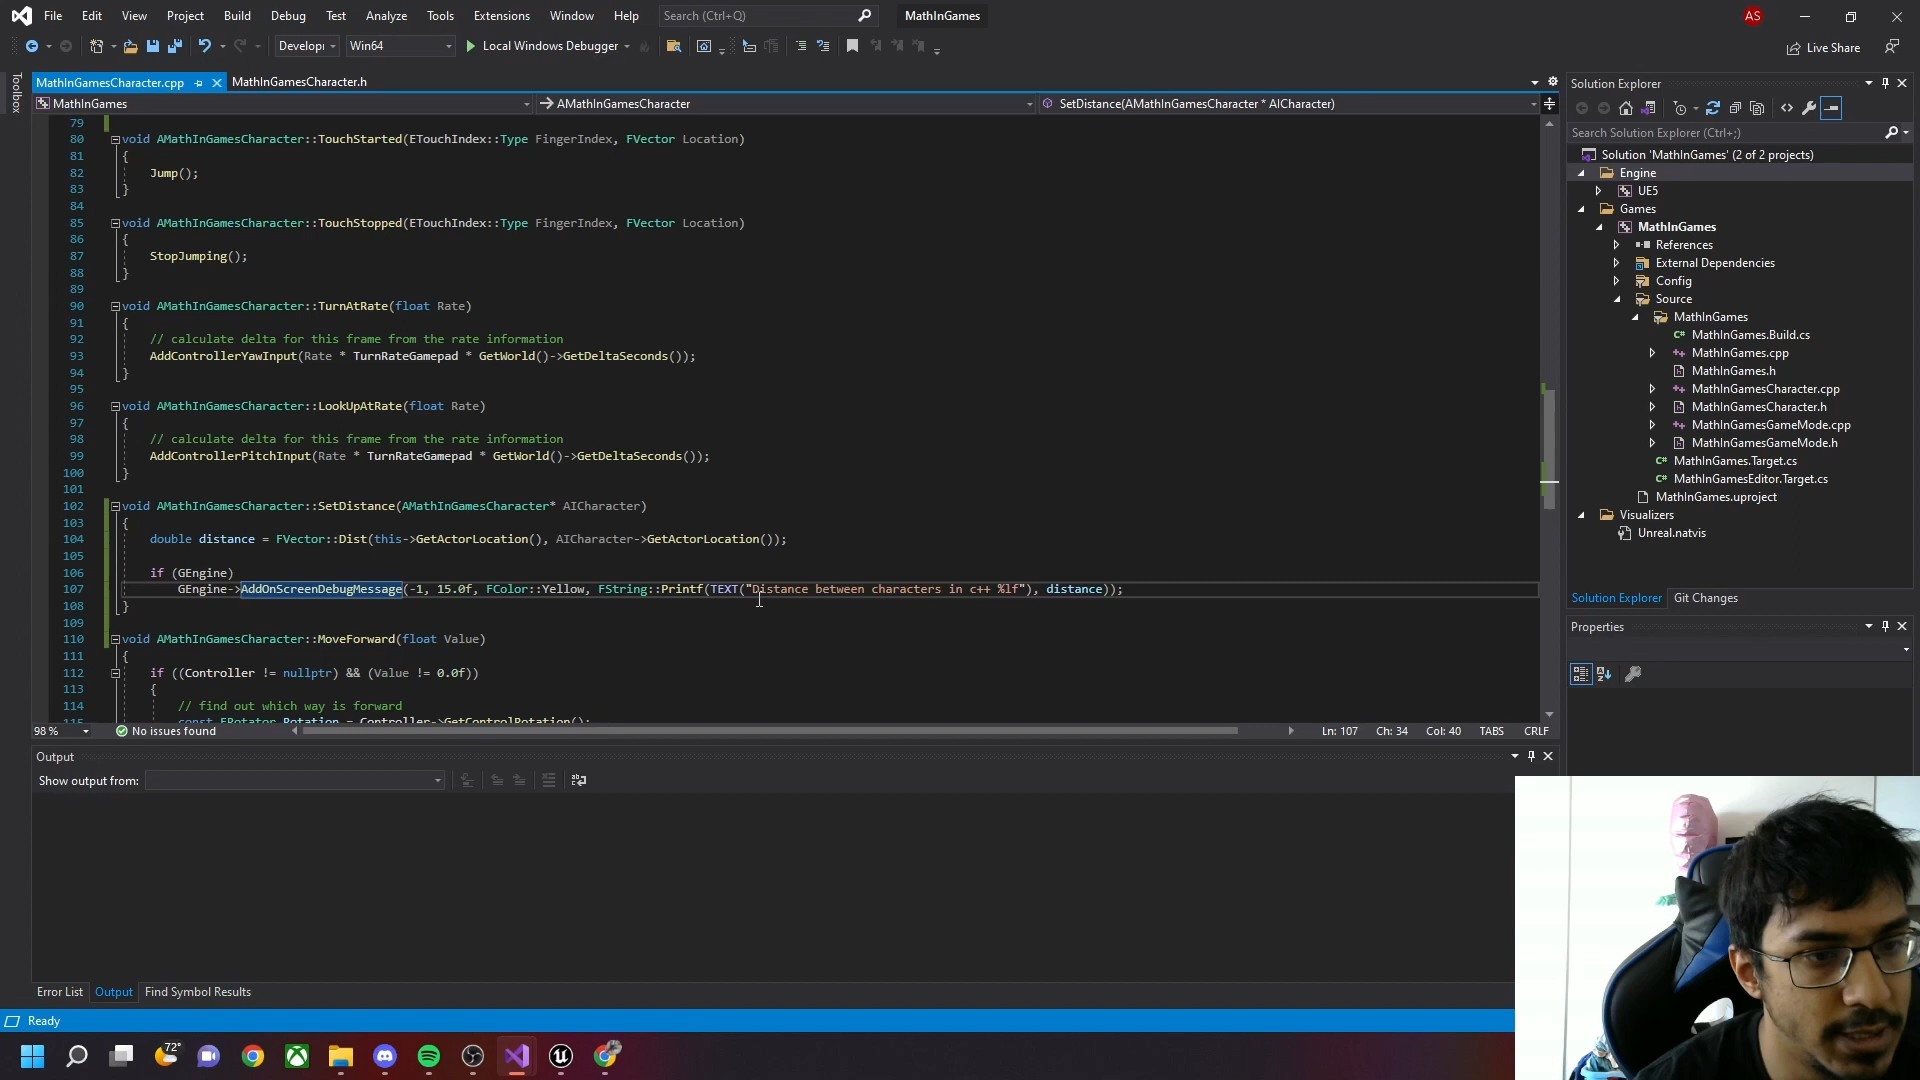 File Edit View Project Build Debug Test Analyze Tools Extensions Window Help Search (Ctrl+Q) MathInGames AS
Develop Win64 Local Windows Debugger Live Share
Toolbox
MathInGamesCharacter.cpp MathInGamesCharacter.h
MathInGames AMathInGamesCharacter SetDistance(AMathInGamesCharacter * AICharacter)
79
80 void AMathInGamesCharacter::TouchStarted(ETouchIndex::Type FingerIndex, FVector Location)
81 {
82 Jump();
83 }
84
85 void AMathInGamesCharacter::TouchStopped(ETouchIndex::Type FingerIndex, FVector Location)
86 {
87 StopJumping();
88 }
89
90 void AMathInGamesCharacter::TurnAtRate(float Rate)
91 {
92 // calculate delta for this frame from the rate information
93 AddControllerYawInput(Rate * TurnRateGamepad * GetWorld()->GetDeltaSeconds());
94 }
95
96 void AMathInGamesCharacter::LookUpAtRate(float Rate)
97 {
98 // calculate delta for this frame from the rate information
99 AddControllerPitchInput(Rate * TurnRateGamepad * GetWorld()->GetDeltaSeconds());
100 }
101
102 void AMathInGamesCharacter::SetDistance(AMathInGamesCharacter* AICharacter)
103 {
104 double distance = FVector::Dist(this->GetActorLocation(), AICharacter->GetActorLocation());
105
106 if (GEngine)
107 GEngine->AddOnScreenDebugMessage(-1, 15.0f, FColor::Yellow, FString::Printf(TEXT("Distance between characters in c++ %lf"), distance));
108 }
109
110 void AMathInGamesCharacter::MoveForward(float Value)
111 {
112 if ((Controller != nullptr) && (Value != 0.0f))
113 {
114 // find out which way is forward
115 const FRotator Rotation = Controller->GetControlRotation();
98 % No issues found Ln: 107 Ch: 34 Col: 40 TABS CRLF
Output
Show output from:
Error List Output Find Symbol Results
Ready
Solution Explorer
Search Solution Explorer (Ctrl+;)
Solution 'MathInGames' (2 of 2 projects)
Engine
UE5
Games
MathInGames
References
External Dependencies
Config
Source
MathInGames
MathInGames.Build.cs
MathInGames.cpp
MathInGames.h
MathInGamesCharacter.cpp
MathInGamesCharacter.h
MathInGamesGameMode.cpp
MathInGamesGameMode.h
MathInGames.Target.cs
MathInGamesEditor.Target.cs
MathInGames.uproject
Visualizers
Unreal.natvis
Solution Explorer Git Changes
Properties
72°